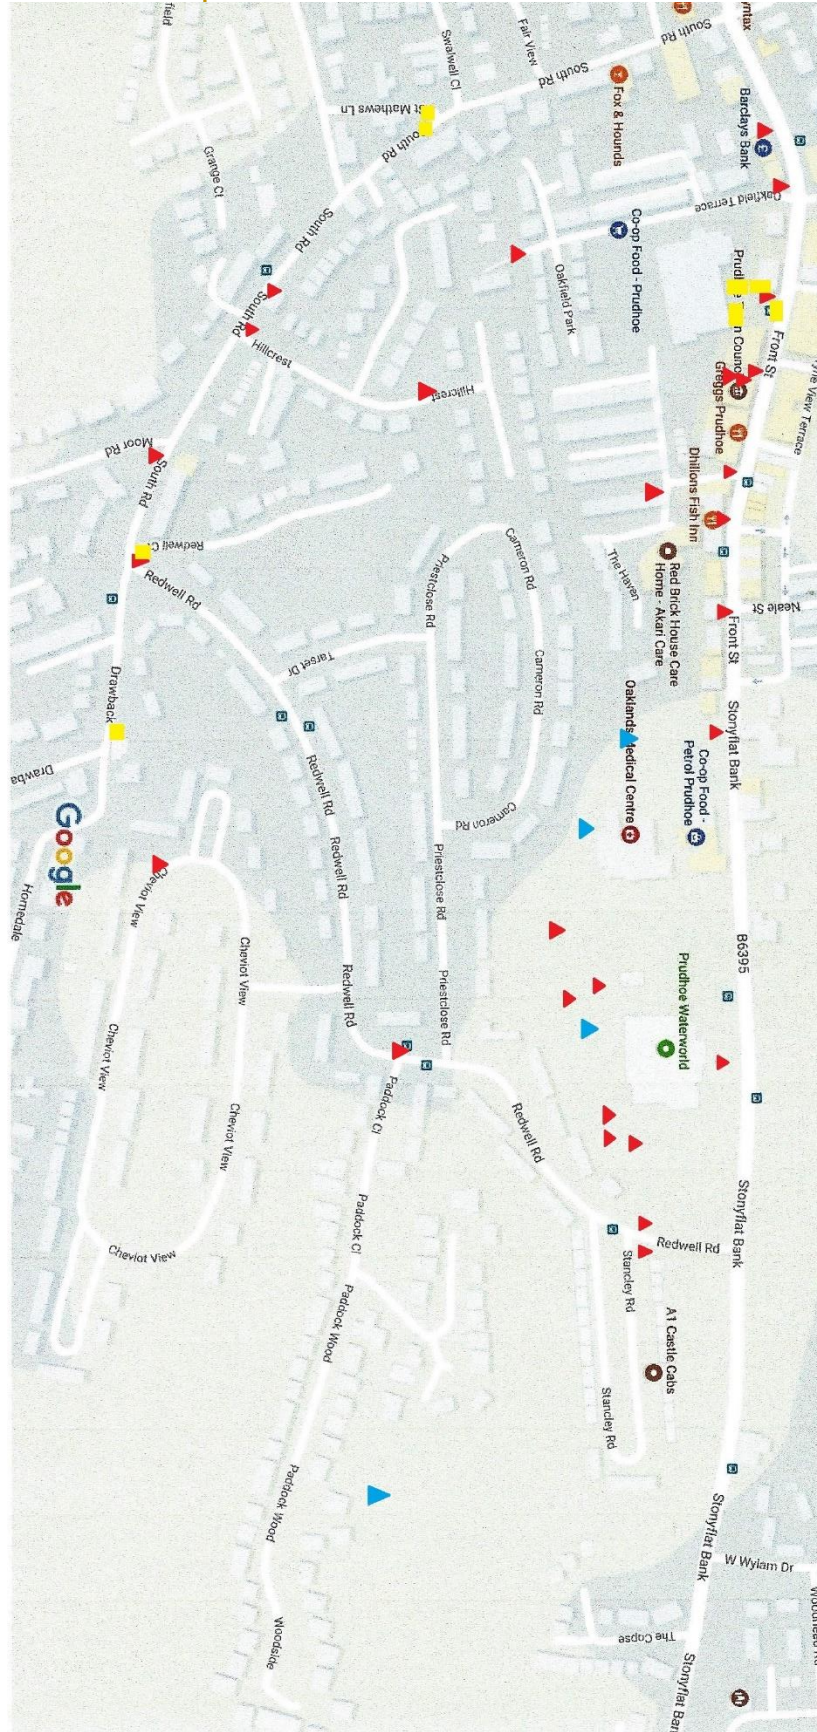 South Rd
Fair View
Swalwell Cl
South Rd
Fox & Hounds
Barclays Bank
St Mathews Ln
South Rd
Grange Ct
South Rd
Oakfield Terrace
Co-op Food - Prudhoe
Oakfield Park
South Rd
Hillcrest
Hillcrest
Front St
Greggs Prudhoe
Dhillons Fish Inn
Moor Rd
South Rd
Redwell Ct
Redwell Rd
The Haven
Red Brick House Care
Home - Akari Care
Neale St
Front St
Cameron Rd
Priestclose Rd
Tarset Dr
Cameron Rd
Drawback
Stonyflat Bank
Oaklands Medical Centre
Co-op Food -
Petrol Prudhoe
Drawba
Redwell Rd
Redwell Rd
Cameron Rd
Priestclose Rd
Google
Homedale
Cheviot View
Cheviot View
B6395
Prudhoe Waterworld
Redwell Rd
Priestclose Rd
Cheviot View
Paddock Cl
Redwell Rd
Cheviot View
Paddock Cl
Cheviot View
Stonyflat Bank
Redwell Rd
Stancley Rd
A1 Castle Cabs
Paddock Wood
Stancley Rd
Paddock Wood
Stonyflat Bank
W Wylam Dr
Woodside
The Copse
Stonyflat Ban